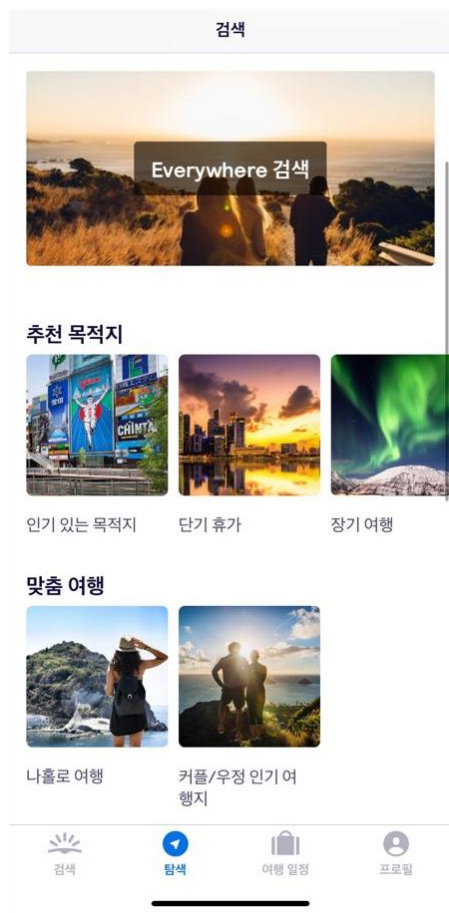 검색
Everywhere 검색
추천 목적지
CHINTA
인기 있는 목적지
단기 휴가
장기 여행
맞춤 여행
나홀로 여행
커플/우정 인기 여
행지
검색
탐색
여행 일정
프로필